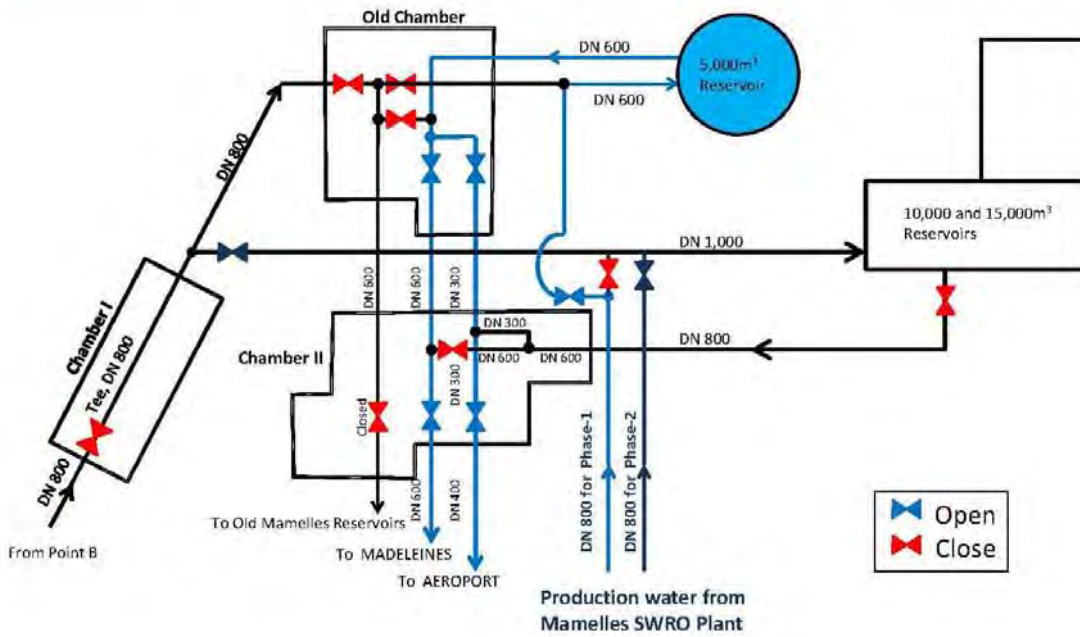 Old Chamber
DN 600
5,000m³
Reservoir
DN 600
DN 800
10,000 and 15,000m³
Reservoirs
DN 1,000
Chamber I
Tee, DN 800
DN 800
DN 600
DN 600
DN 300
DN 300
Chamber II
DN 600
DN 600
DN 800
DN 300
Closed
DN 600
DN 400
DN 800 for Phase-1
DN 800 for Phase-2
From Point B
To Old Mamelles Reservoirs
To MADELEINES
To AEROPORT
Production water from
Mamelles SWRO Plant
Open
Close